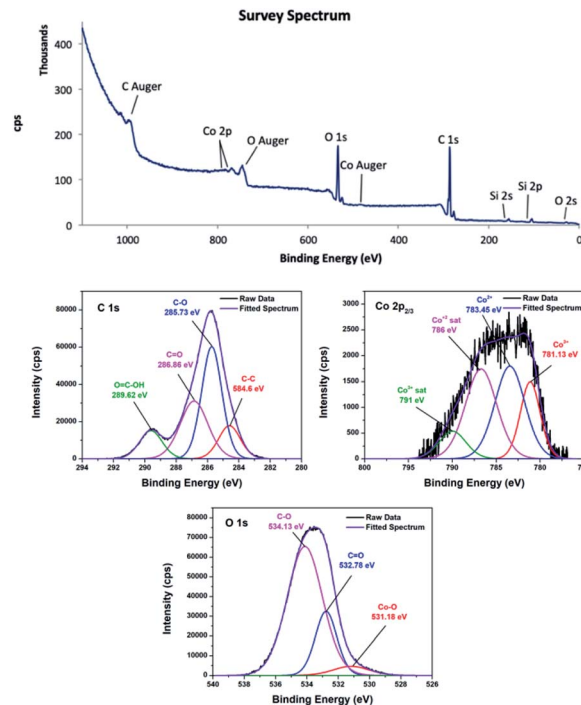 Survey Spectrum
Thousands
cps
400
300
200
100
0
C Auger
Co 2p
O Auger
O 1s
Co Auger
C 1s
Si 2s
Si 2p
O 2s
1000
800
600
400
200
0
Binding Energy (eV)
C 1s
Raw Data
Fitted Spectrum
C-O
285.73 eV
C=O
286.86 eV
O=C-OH
289.62 eV
C-C
584.6 eV
Intensity (cps)
80000
60000
40000
20000
0
294 292 290 288 286 284 282 280
Binding Energy (eV)
Co 2p₂/₃
Raw Data
Fitted Spectrum
sat
786 eV
Co²⁺
783.45 eV
Co³⁺
781.13 eV
sat
791 eV
Intensity (cps)
3000
2500
2000
1500
1000
500
0
800 795 790 785 780
Binding Energy (eV)
O 1s
Raw Data
Fitted Spectrum
C-O
534.13 eV
C=O
532.78 eV
Co-O
531.18 eV
Intensity (cps)
80000
70000
60000
50000
40000
30000
20000
10000
0
540 538 536 534 532 530 528 526
Binding Energy (eV)